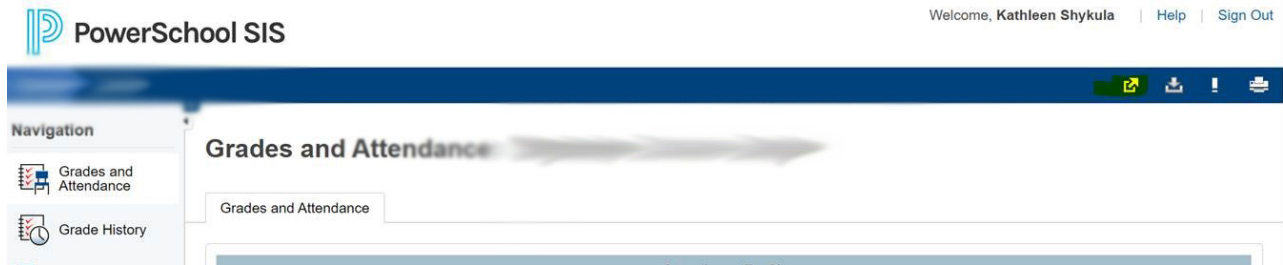 PowerSchool SIS
Welcome, Kathleen Shykula | Help | Sign Out
Navigation
Grades and Attendance
Grades and
Attendance
Grades and Attendance
Grade History